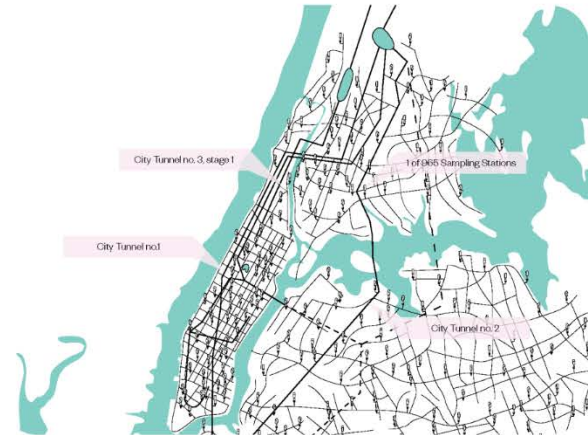 City Tunnel no. 3, stage 1
1 of 965 Sampling Stations
City Tunnel no.1
City Tunnel no. 2